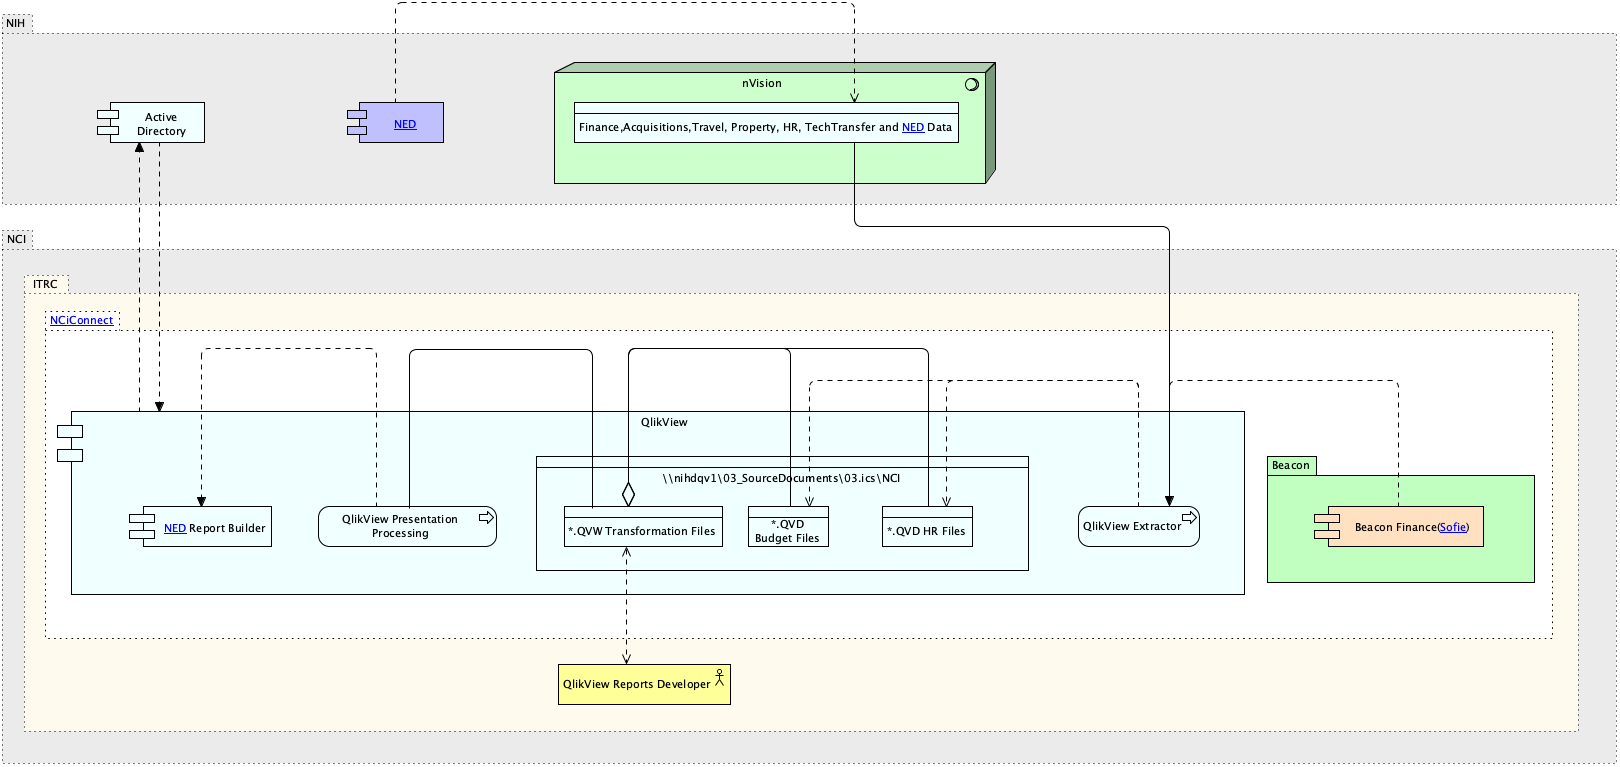 NIH
nVision
Active
Directory
NED
Finance,Acquisitions,Travel, Property, HR, TechTransfer and NED Data
NCI
ITRC
NCiConnect
QlikView
Beacon
\\nihdqv1\03_SourceDocuments\03.ics\NCI
NED Report Builder
QlikView Presentation
Processing
*.QVW Transformation Files
*.QVD
Budget Files
*.QVD HR Files
QlikView Extractor
Beacon Finance(Sofie)
QlikView Reports Developer